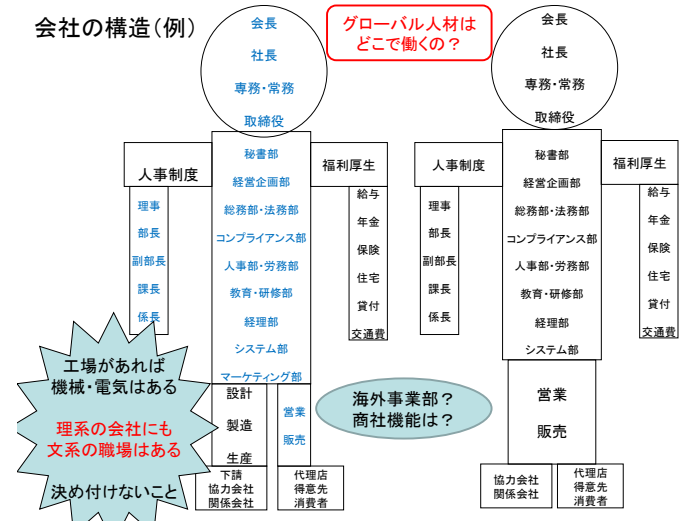 会社の構造(例)
グローバル人材は
どこで働くの？
会長
社長
専務・常務
取締役
人事制度
理事
部長
副部長
課長
係長
秘書部
経営企画部
総務部・法務部
コンプライアンス部
人事部・労務部
教育・研修部
経理部
システム部
マーケティング部
福利厚生
給与
年金
保険
住宅
貸付
交通費
設計
製造
生産
営業
販売
下請
協力会社
関係会社
代理店
得意先
消費者
工場があれば
機械・電気はある
理系の会社にも
文系の職場はある
決め付けないこと
海外事業部？
商社機能は？
会長
社長
専務・常務
取締役
人事制度
理事
部長
副部長
課長
係長
秘書部
経営企画部
総務部・法務部
コンプライアンス部
人事部・労務部
教育・研修部
経理部
システム部
福利厚生
給与
年金
保険
住宅
貸付
交通費
営業
販売
協力会社
関係会社
代理店
得意先
消費者